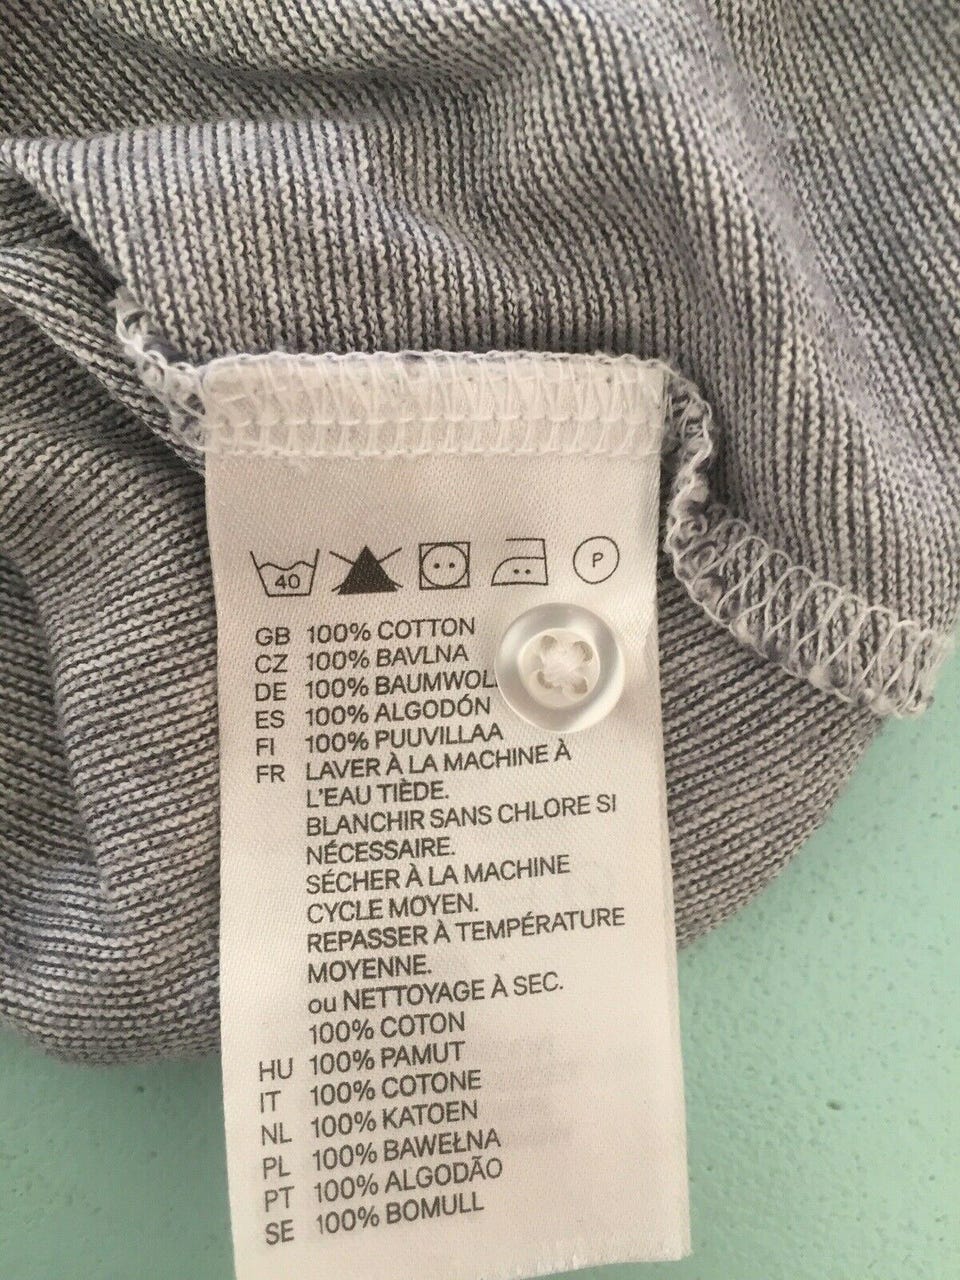 40 P
GB 100% COTTON
CZ 100% BAVLNA
DE 100%
ES 100% ALGODÓN
FI 100% PUUVILLAA
FR LAVER À LA MACHINE À
L'EAU TIÈDE.
BLANCHIR SANS CHLORE SI
NÉCESSAIRE.
SÉCHER À LA MACHINE
CYCLE MOYEN.
REPASSER À TEMPÉRATURE
MOYENNE.
ou NETTOYAGE À SEC.
100% COTON
HU 100% PAMUT
IT 100% COTONE
NL 100% KATOEN
PL 100% BAWEŁNA
PT 100% ALGODÃO
SE 100% BOMULL